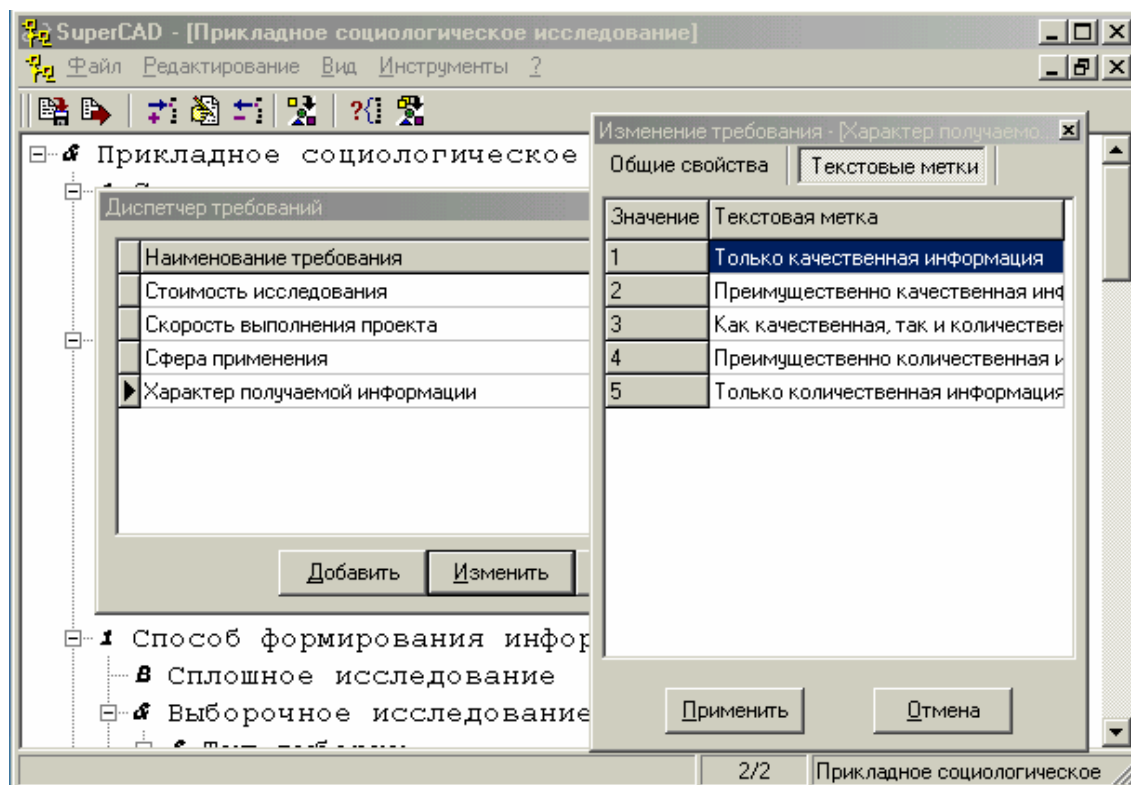 SuperCAD - [Прикладное социологическое исследование]
Файл Редактирование Вид Инструменты ?
Прикладное социологическое
Диспетчер требований
Наименование требования
Стоимость исследования
Скорость выполнения проекта
Сфера применения
Характер получаемой информации
Добавить Изменить
1 Способ формирования инфор
В Сплошное исследование
& Выборочное исследование
Изменение требования - [Характер получаемо...
Общие свойства Текстовые метки
Значение Текстовая метка
1 Только качественная информация
2 Преимущественно качественная инф
3 Как качественная, так и количествен
4 Преимущественно количественная и
5 Только количественная информация
Применить Отмена
2/2 Прикладное социологическое